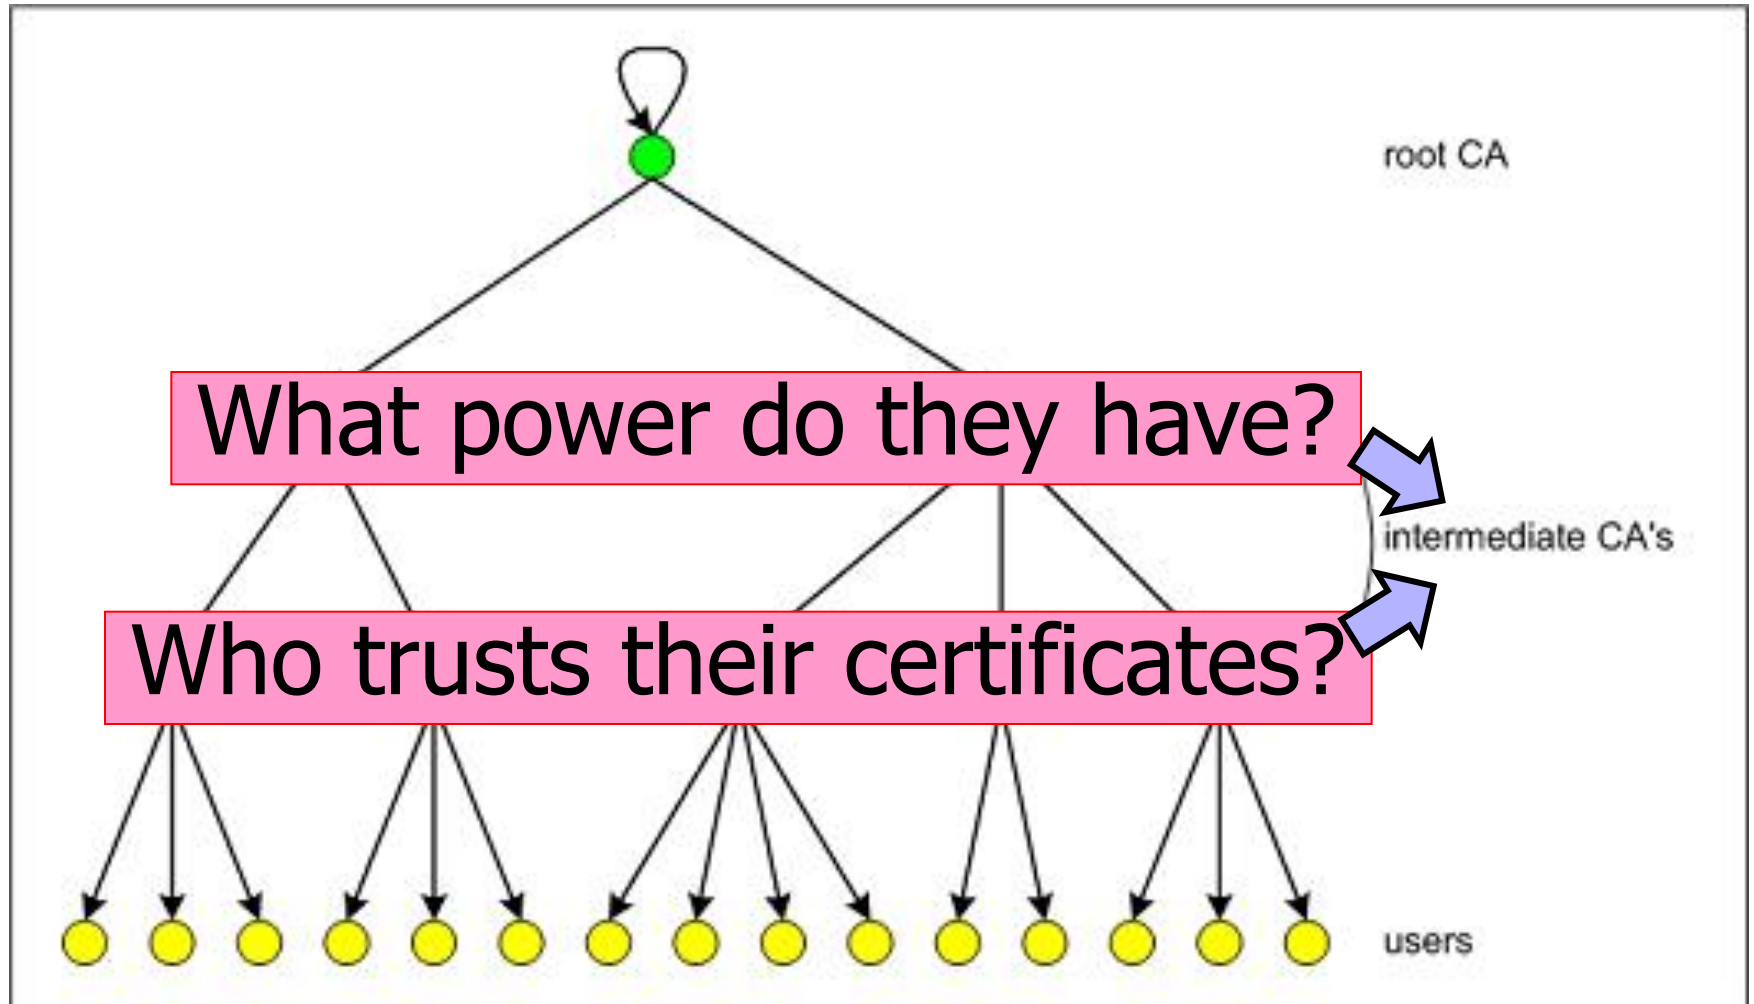 root CA
What power do they have?
intermediate CA's
Who trusts their certificates?
users